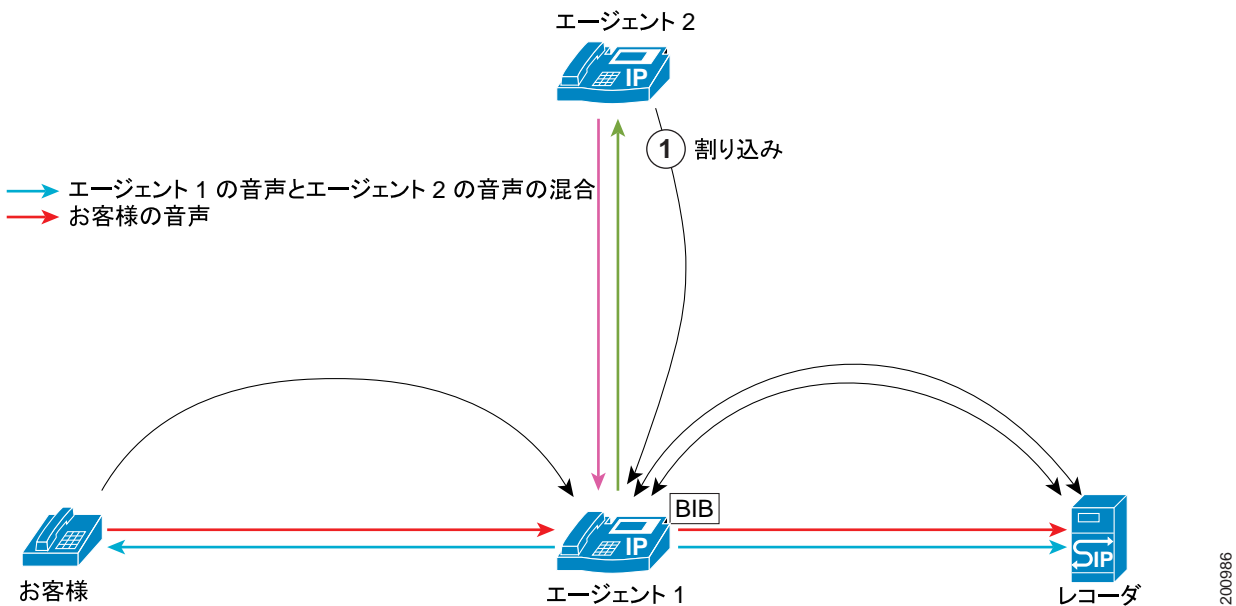 エージェント 2
IP
1 割り込み
エージェント 1 の音声とエージェント 2 の音声の混合
お客様の音声
BIB
IP
SIP
お客様
エージェント 1
レコーダ
200986